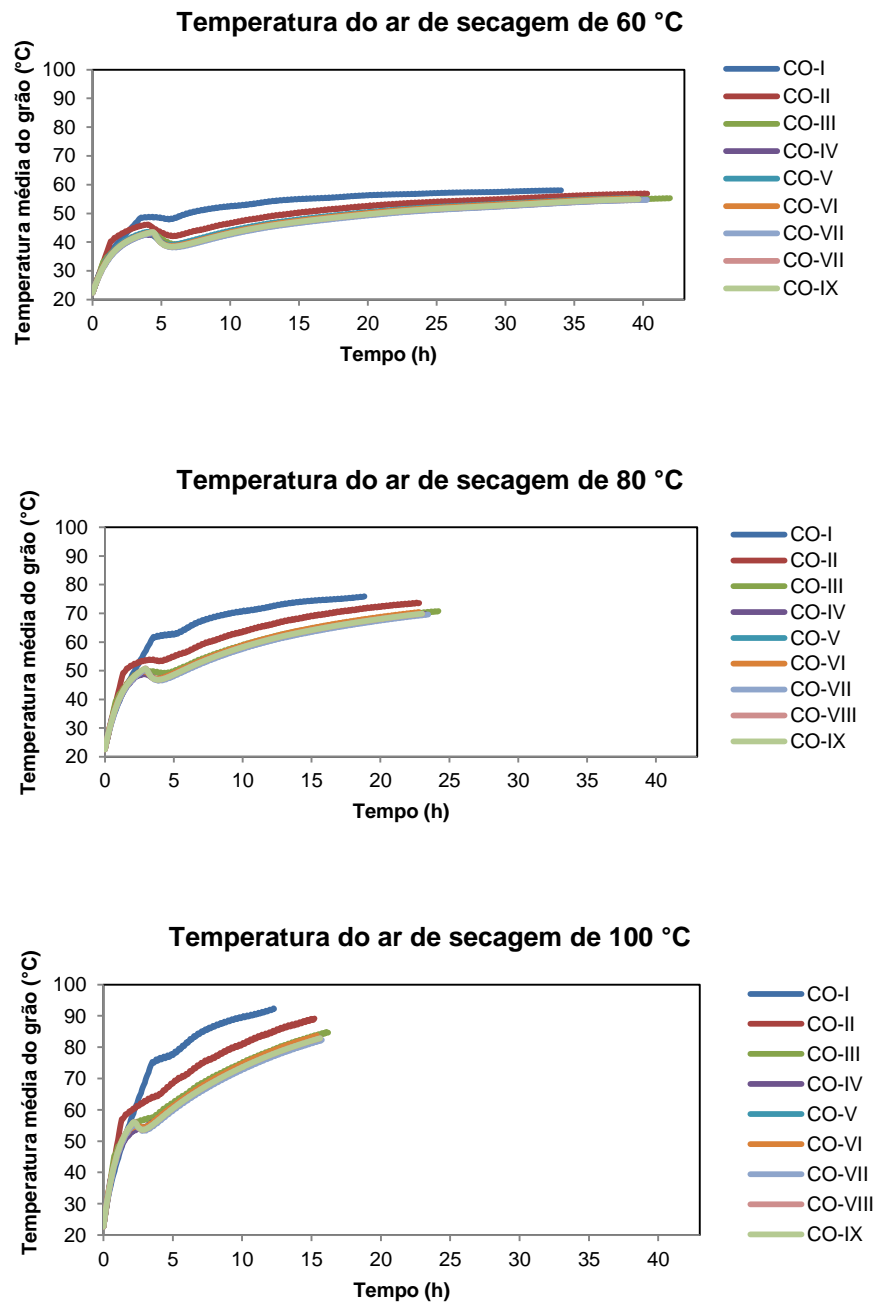 Temperatura do ar de secagem de 60 °C
Temperatura média do grão (°C)
100
90
80
70
60
50
40
30
20
0
5
10
15
20
25
30
35
40
Tempo (h)
CO-I
CO-II
CO-III
CO-IV
CO-V
CO-VI
CO-VII
CO-VII
CO-IX
Temperatura do ar de secagem de 80 °C
Temperatura média do grão (°C)
100
90
80
70
60
50
40
30
20
0
5
10
15
20
25
30
35
40
Tempo (h)
CO-I
CO-II
CO-III
CO-IV
CO-V
CO-VI
CO-VII
CO-VIII
CO-IX
Temperatura do ar de secagem de 100 °C
Temperatura média do grão (°C)
100
90
80
70
60
50
40
30
20
0
5
10
15
20
25
30
35
40
Tempo (h)
CO-I
CO-II
CO-III
CO-IV
CO-V
CO-VI
CO-VII
CO-VIII
CO-IX